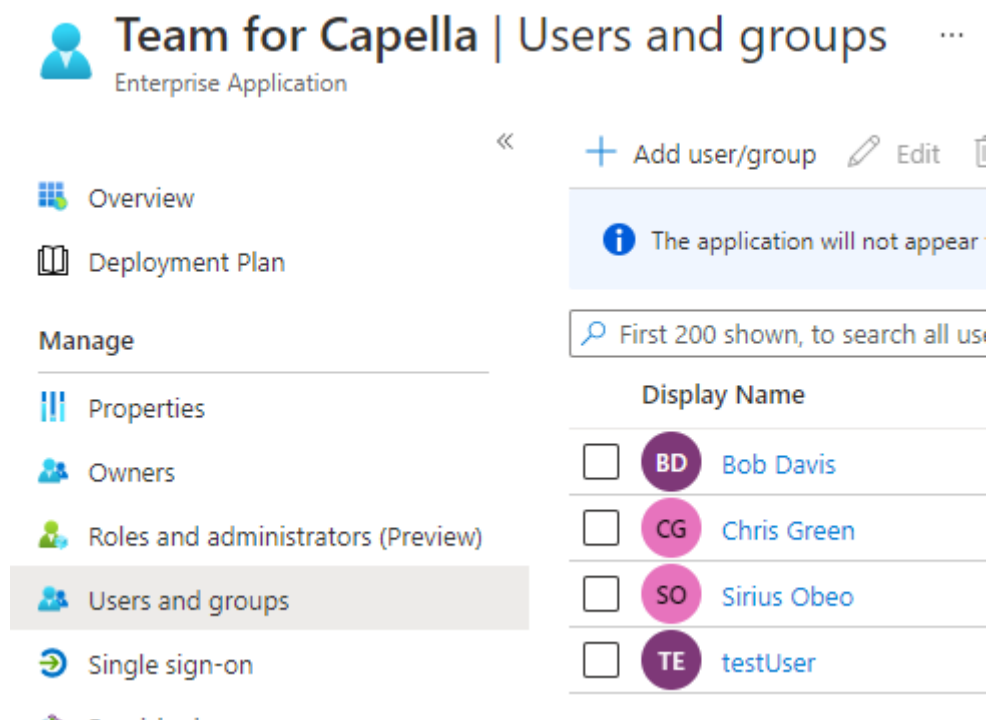 Team for Capella | Users and groups ...
Enterprise Application
«
Overview
Deployment Plan
Manage
Properties
Owners
Roles and administrators (Preview)
Users and groups
Single sign-on
Add user/group
Edit
The application will not appear
First 200 shown, to search all
Display Name
BD Bob Davis
CG Chris Green
SO Sirius Obeo
TE testUser